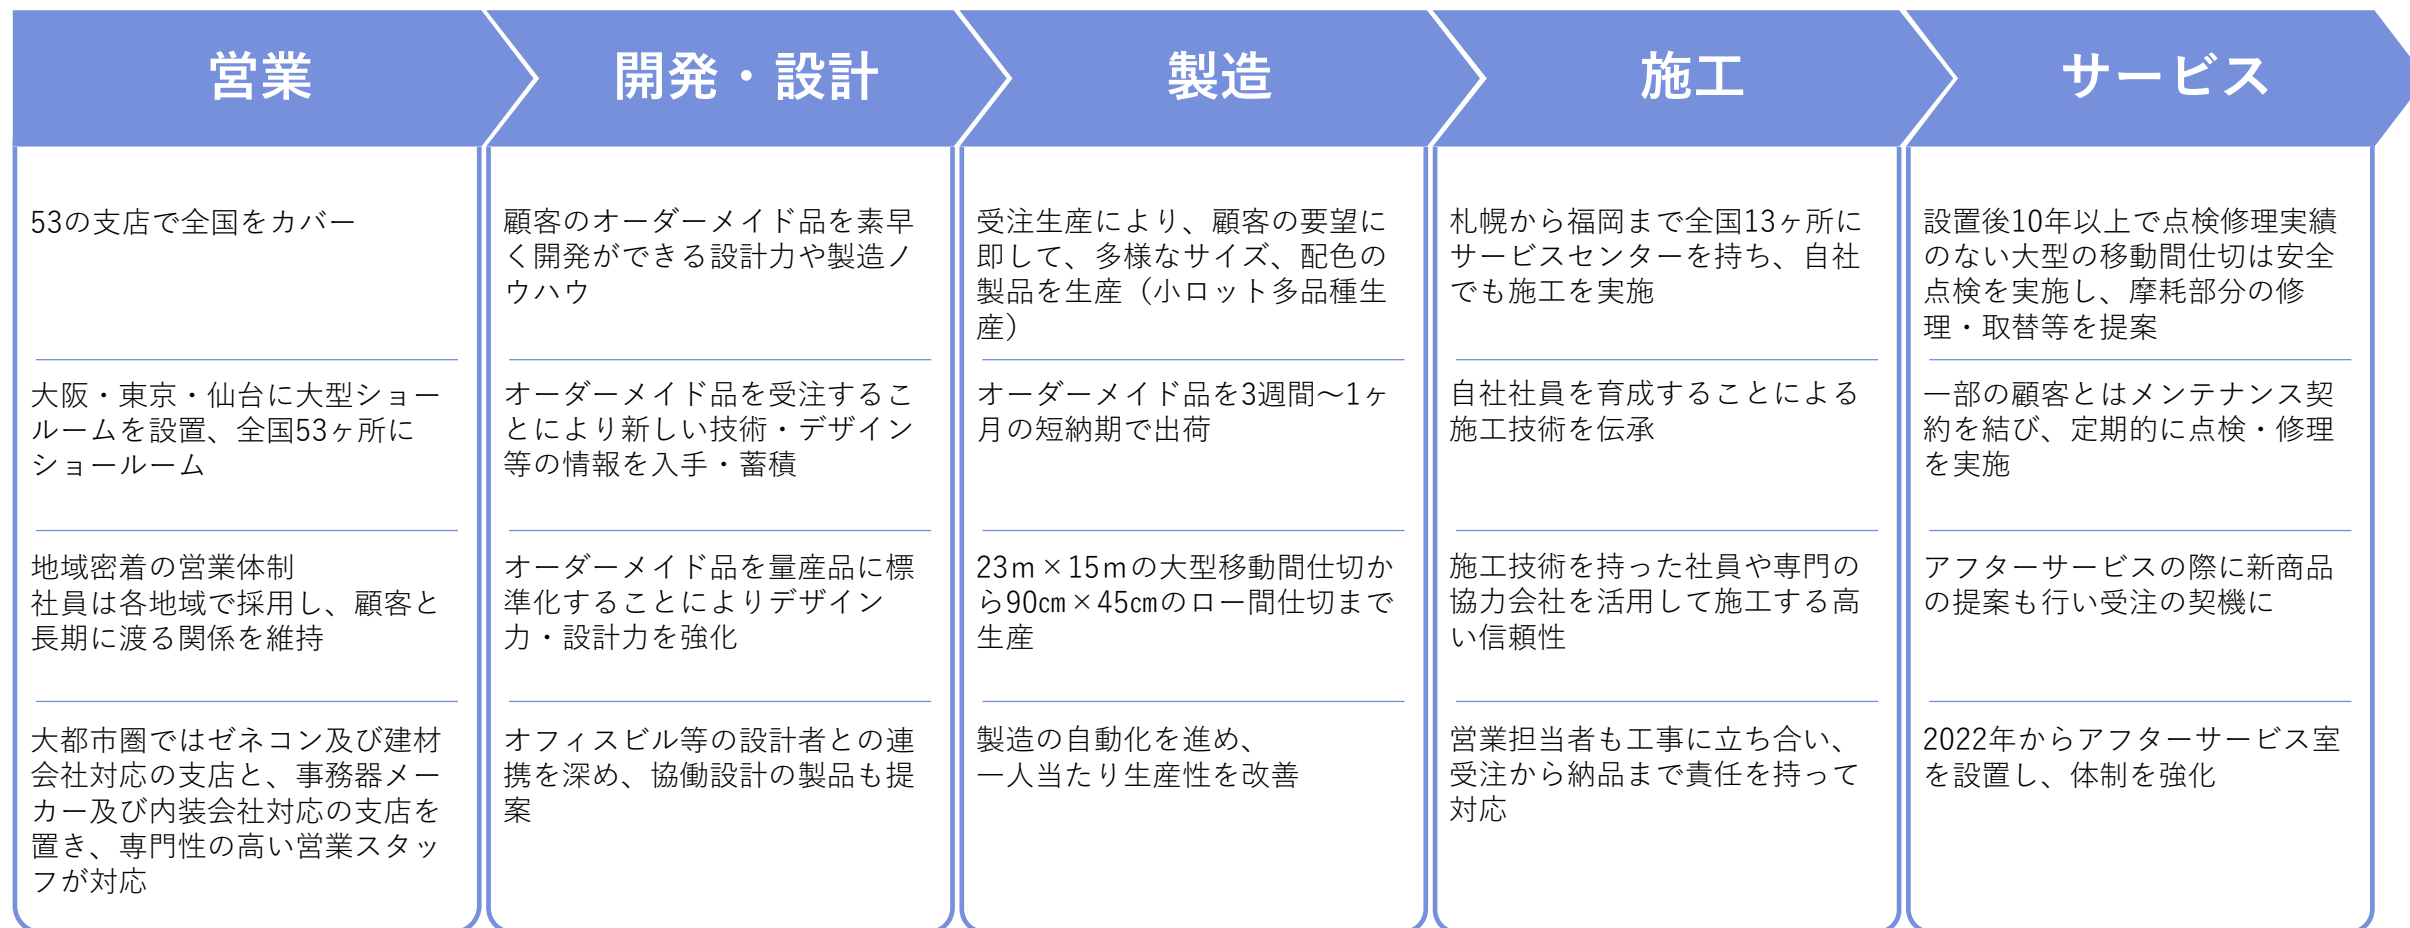 営業
開発・設計
製造
施工
サービス
53の支店で全国をカバー
大阪・東京・仙台に大型ショー
ルームを設置、全国53ヶ所に
ショールーム
地域密着の営業体制
社員は各地域で採用し、顧客と
長期に渡る関係を維持
大都市圏ではゼネコン及び建材
会社対応の支店と、事務器メー
カー及び内装会社対応の支店を
置き、専門性の高い営業スタッ
フが対応
顧客のオーダーメイド品を素早
く開発ができる設計力や製造ノ
ウハウ
オーダーメイド品を受注するこ
とにより新しい技術・デザイン
等の情報を入手・蓄積
オーダーメイド品を量産品に標
準化することによりデザイン
力・設計力を強化
オフィスビル等の設計者との連
携を深め、協働設計の製品も提
案
受注生産により、顧客の要望に
即して、多様なサイズ、配色の
製品を生産（小ロット多品種生
産）
オーダーメイド品を3週間～1ヶ
月の短納期で出荷
23ｍ×15ｍの大型移動間仕切か
ら90㎝×45㎝のロー間仕切まで
生産
製造の自動化を進め、
一人当たり生産性を改善
札幌から福岡まで全国13ヶ所に
サービスセンターを持ち、自社
でも施工を実施
自社社員を育成することによる
施工技術を伝承
施工技術を持った社員や専門の
協力会社を活用して施工する高
い信頼性
営業担当者も工事に立ち合い、
受注から納品まで責任を持って
対応
設置後10年以上で点検修理実績
のない大型の移動間仕切は安全
点検を実施し、摩耗部分の修
理・取替等を提案
一部の顧客とはメンテナンス契
約を結び、定期的に点検・修理
を実施
アフターサービスの際に新商品
の提案も行い受注の契機に
2022年からアフターサービス室
を設置し、体制を強化